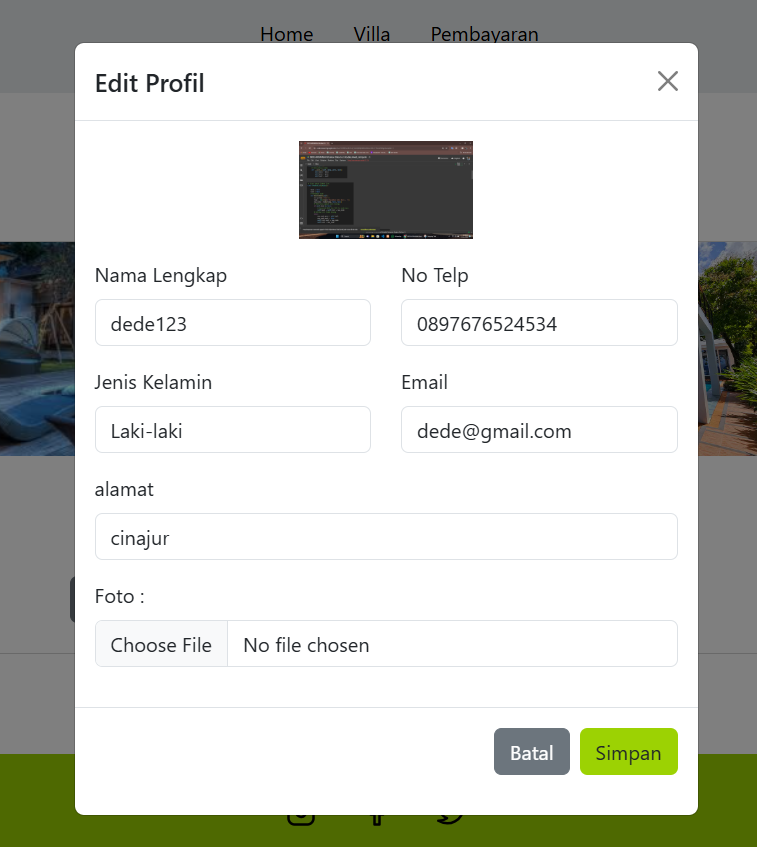 Home Villa Pembayaran
Edit Profil
Nama Lengkap No Telp
dede123 0897676524534
Jenis Kelamin Email
Laki-laki dede@gmail.com
alamat
cinajur
Foto :
Choose File No file chosen
Batal Simpan